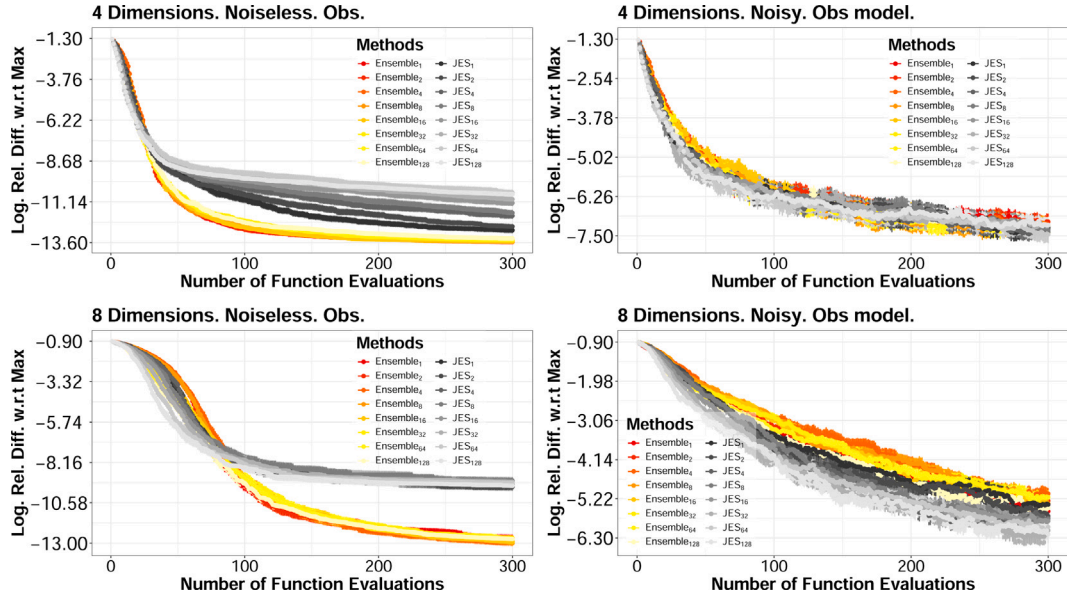 4 Dimensions. Noiseless. Obs.
Log. Rel. Diff. w.r.t Max
−1.30
−3.76
−6.22
−8.68
−11.14
−13.60
Methods
Ensemble₁ JES₁
Ensemble₂ JES₂
Ensemble₄ JES₄
Ensemble₈ JES₈
Ensemble₁₆ JES₁₆
Ensemble₃₂ JES₃₂
Ensemble₆₄ JES₆₄
Ensemble₁₂₈ JES₁₂₈
0 100 200 300
Number of Function Evaluations
4 Dimensions. Noisy. Obs model.
Log. Rel. Diff. w.r.t Max
−1.30
−2.54
−3.78
−5.02
−6.26
−7.50
Methods
Ensemble₁ JES₁
Ensemble₂ JES₂
Ensemble₄ JES₄
Ensemble₈ JES₈
Ensemble₁₆ JES₁₆
Ensemble₃₂ JES₃₂
Ensemble₆₄ JES₆₄
Ensemble₁₂₈ JES₁₂₈
0 100 200 300
Number of Function Evaluations
8 Dimensions. Noiseless. Obs.
Log. Rel. Diff. w.r.t Max
−0.90
−3.32
−5.74
−8.16
−10.58
−13.00
Methods
Ensemble₁ JES₁
Ensemble₂ JES₂
Ensemble₄ JES₄
Ensemble₈ JES₈
Ensemble₁₆ JES₁₆
Ensemble₃₂ JES₃₂
Ensemble₆₄ JES₆₄
Ensemble₁₂₈ JES₁₂₈
0 100 200 300
Number of Function Evaluations
8 Dimensions. Noisy. Obs model.
Log. Rel. Diff. w.r.t Max
−0.90
−1.98
−3.06
−4.14
−5.22
−6.30
Methods
Ensemble₁ JES₁
Ensemble₂ JES₂
Ensemble₄ JES₄
Ensemble₈ JES₈
Ensemble₁₆ JES₁₆
Ensemble₃₂ JES₃₂
Ensemble₆₄ JES₆₄
Ensemble₁₂₈ JES₁₂₈
0 100 200 300
Number of Function Evaluations